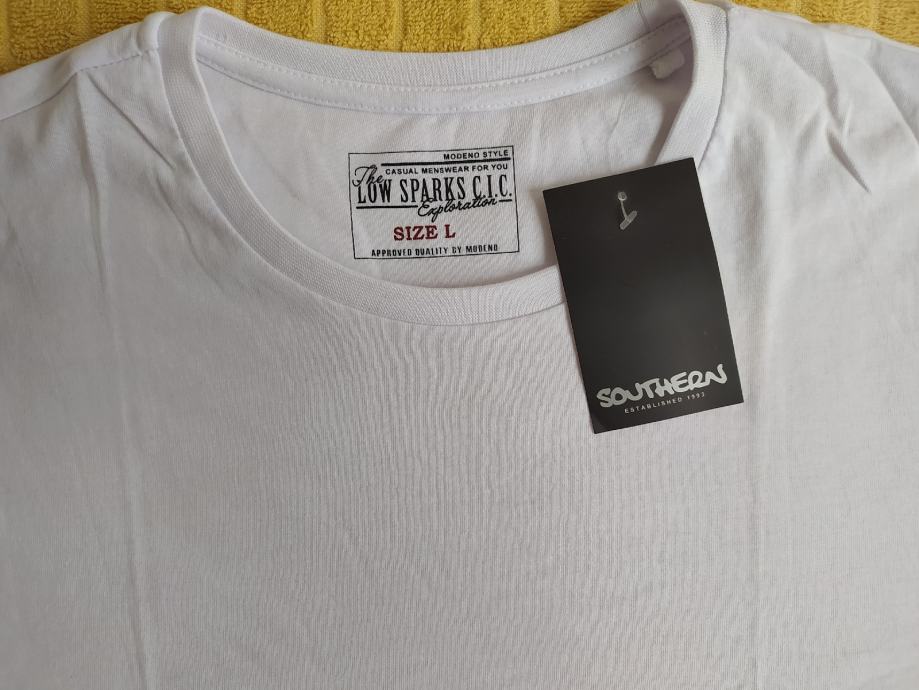 MODENO STYLE
CASUAL MENSWEAR FOR YOU
The
LOW SPARKS C.I.C.
Exploration
SIZE L
APPROVED QUALITY BY MODENO
SOUTHERN
ESTABLISHED 1993